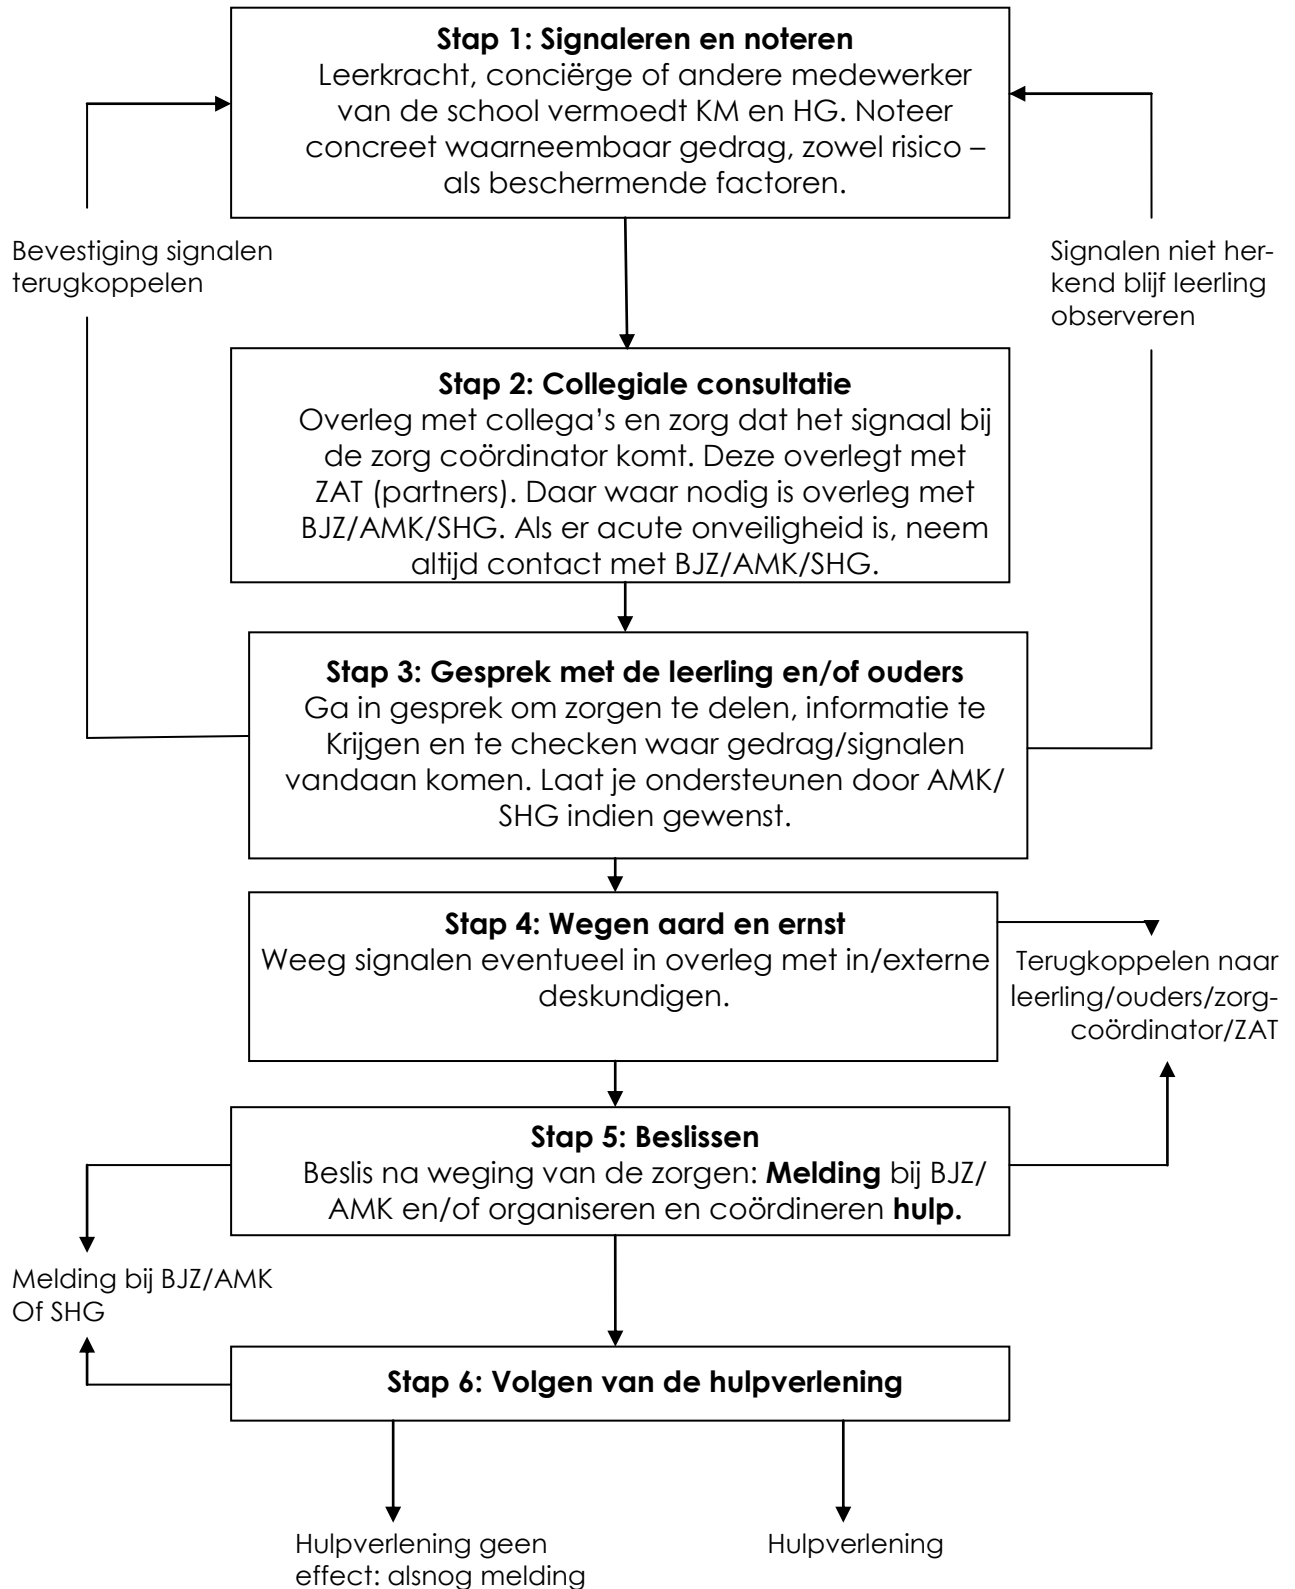 Stap 1: Signaleren en noteren
Leerkracht, conciërge of andere medewerker
van de school vermoedt KM en HG. Noteer
concreet waarneembaar gedrag, zowel risico –
als beschermende factoren.
Bevestiging signalen
terugkoppelen
Signalen niet her-
kend blijf leerling
observeren
Stap 2: Collegiale consultatie
Overleg met collega’s en zorg dat het signaal bij
de zorg coördinator komt. Deze overlegt met
ZAT (partners). Daar waar nodig is overleg met
BJZ/AMK/SHG. Als er acute onveiligheid is, neem
altijd contact met BJZ/AMK/SHG.
Stap 3: Gesprek met de leerling en/of ouders
Ga in gesprek om zorgen te delen, informatie te
Krijgen en te checken waar gedrag/signalen
vandaan komen. Laat je ondersteunen door AMK/
SHG indien gewenst.
Stap 4: Wegen aard en ernst
Weeg signalen eventueel in overleg met in/externe
deskundigen.
Terugkoppelen naar
leerling/ouders/zorg-
coördinator/ZAT
Stap 5: Beslissen
Beslis na weging van de zorgen: Melding bij BJZ/
AMK en/of organiseren en coördineren hulp.
Melding bij BJZ/AMK
Of SHG
Stap 6: Volgen van de hulpverlening
Hulpverlening geen
effect: alsnog melding
Hulpverlening